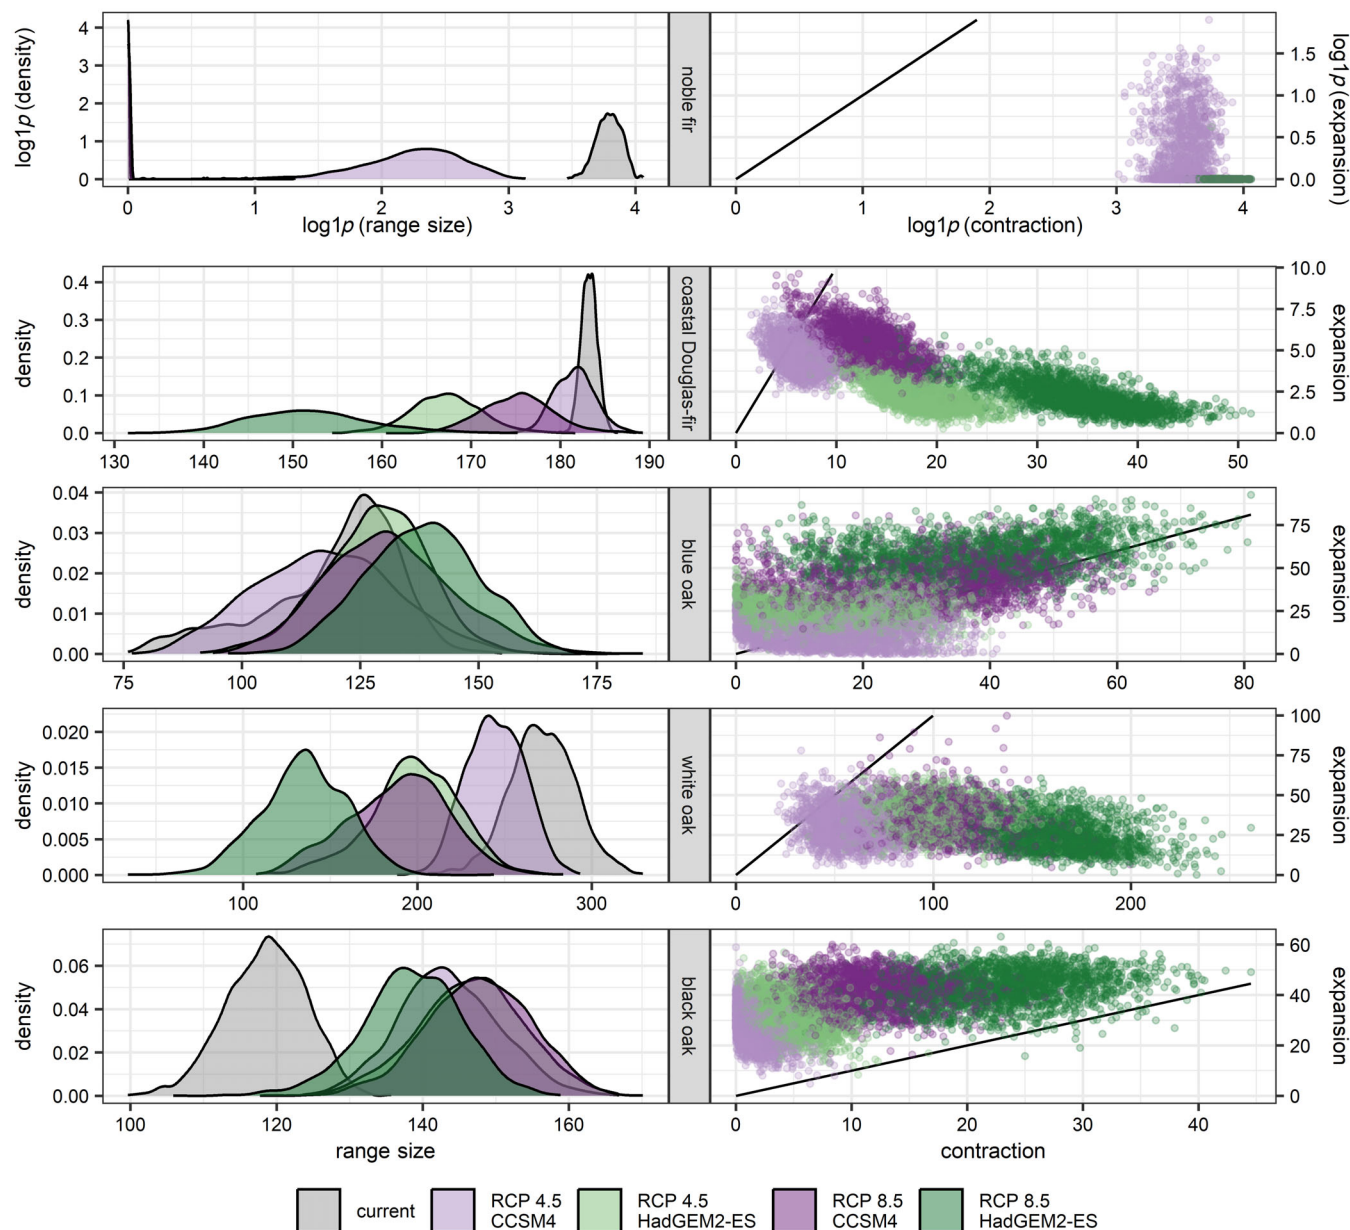 log1p (density)
4
3
2
1
0
0 1 2 3 4
log1p (range size)
noble fir
1.5
1.0
0.5
0.0
log1p (expansion)
0 1 2 3 4
log1p (contraction)
density
0.4
0.3
0.2
0.1
0.0
130 140 150 160 170 180 190
coastal Douglas-fir
10.0
7.5
5.0
2.5
0.0
expansion
0 10 20 30 40 50
density
0.04
0.03
0.02
0.01
0.00
75 100 125 150 175
blue oak
75
50
25
0
expansion
0 20 40 60 80
density
0.020
0.015
0.010
0.005
0.000
100 200 300
white oak
100
75
50
25
0
expansion
0 100 200
density
0.06
0.04
0.02
0.00
100 120 140 160
range size
black oak
60
40
20
0
expansion
0 10 20 30 40
contraction
current
RCP 4.5
CCSM4
RCP 4.5
HadGEM2-ES
RCP 8.5
CCSM4
RCP 8.5
HadGEM2-ES